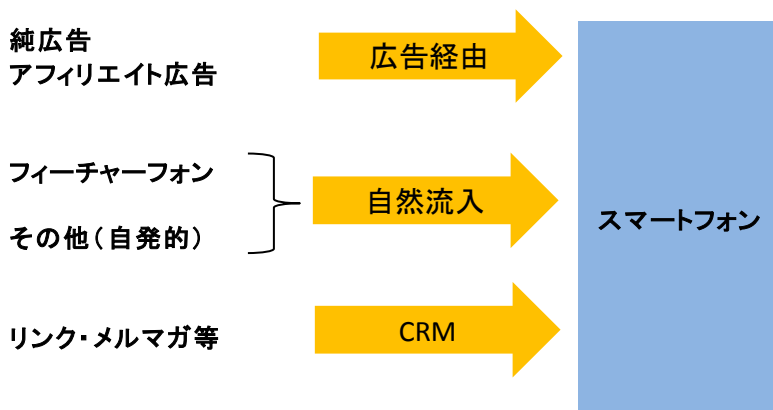 純広告
アフィリエイト広告
広告経由
フィーチャーフォン
その他（自発的）
自然流入
スマートフォン
リンク・メルマガ等
CRM